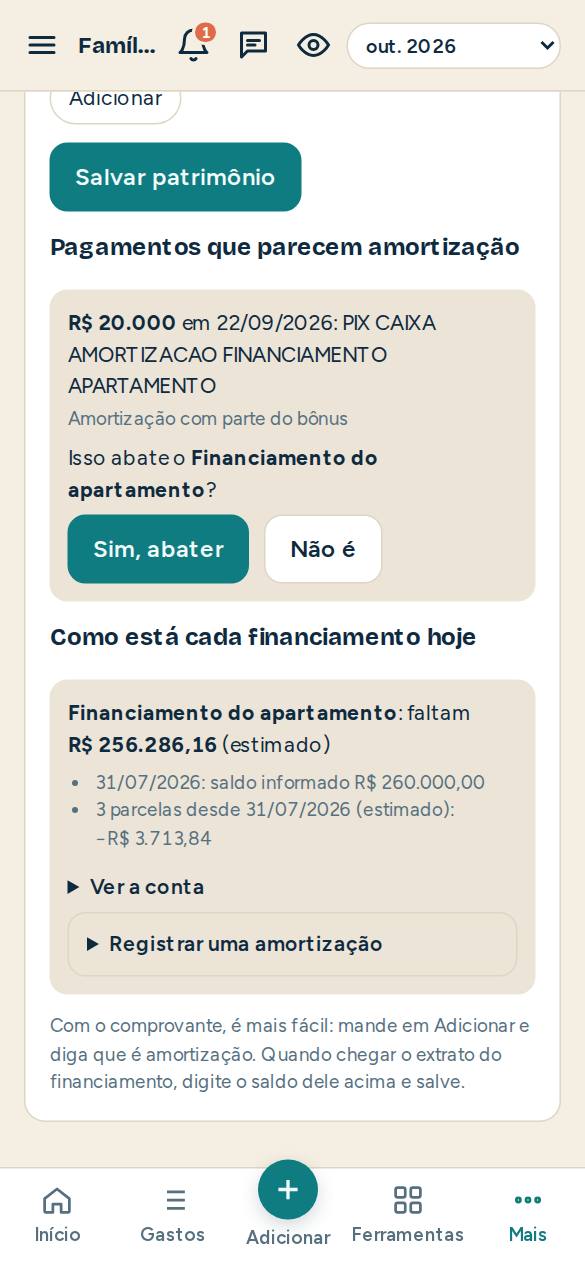 Famíl...
1
out. 2026
Adicionar
Salvar patrimônio
Pagamentos que parecem amortização
R$ 20.000 em 22/09/2026: PIX CAIXA
AMORTIZACAO FINANCIAMENTO
APARTAMENTO
Amortização com parte do bônus
Isso abate o Financiamento do
apartamento?
Sim, abater
Não é
Como está cada financiamento hoje
Financiamento do apartamento: faltam
R$ 256.286,16 (estimado)
• 31/07/2026: saldo informado R$ 260.000,00
• 3 parcelas desde 31/07/2026 (estimado):
−R$ 3.713,84
Ver a conta
Registrar uma amortização
Com o comprovante, é mais fácil: mande em Adicionar e
diga que é amortização. Quando chegar o extrato do
financiamento, digite o saldo dele acima e salve.
Início
Gastos
Adicionar
Ferramentas
Mais